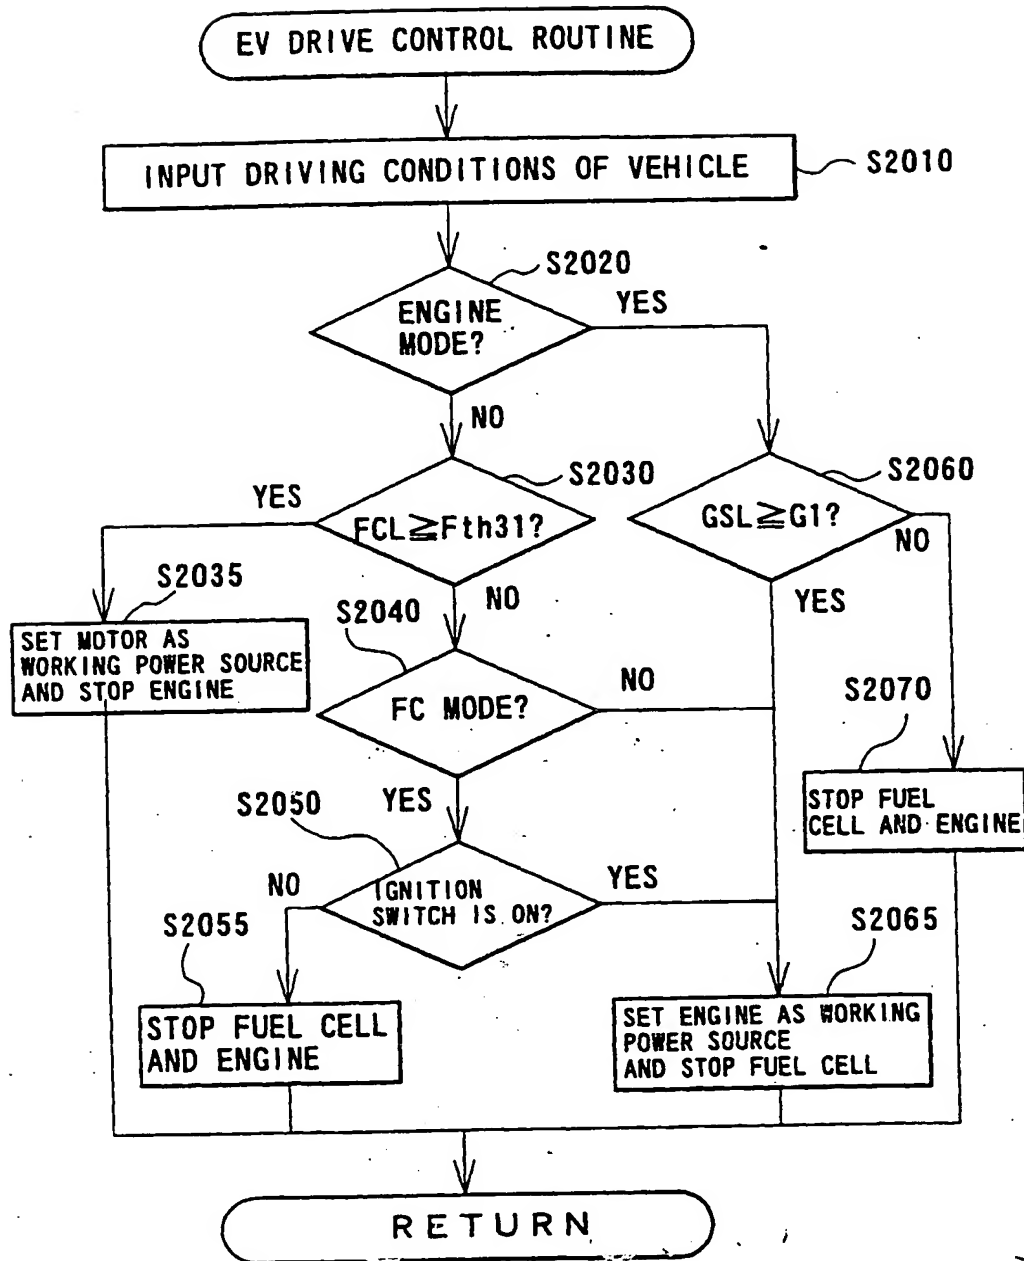 EV DRIVE CONTROL ROUTINE
INPUT DRIVING CONDITIONS OF VEHICLE
S2010
S2020
ENGINE
MODE?
YES
NO
S2030
YES
FCL≧Fth31?
NO
S2060
GSL≧G1?
NO
YES
S2035
SET MOTOR AS
WORKING POWER SOURCE
AND STOP ENGINE
S2040
FC MODE?
NO
YES
S2070
STOP FUEL
CELL AND ENGINE
S2050
NO
IGNITION
SWITCH IS ON?
YES
S2055
STOP FUEL CELL
AND ENGINE
S2065
SET ENGINE AS WORKING
POWER SOURCE
AND STOP FUEL CELL
RETURN